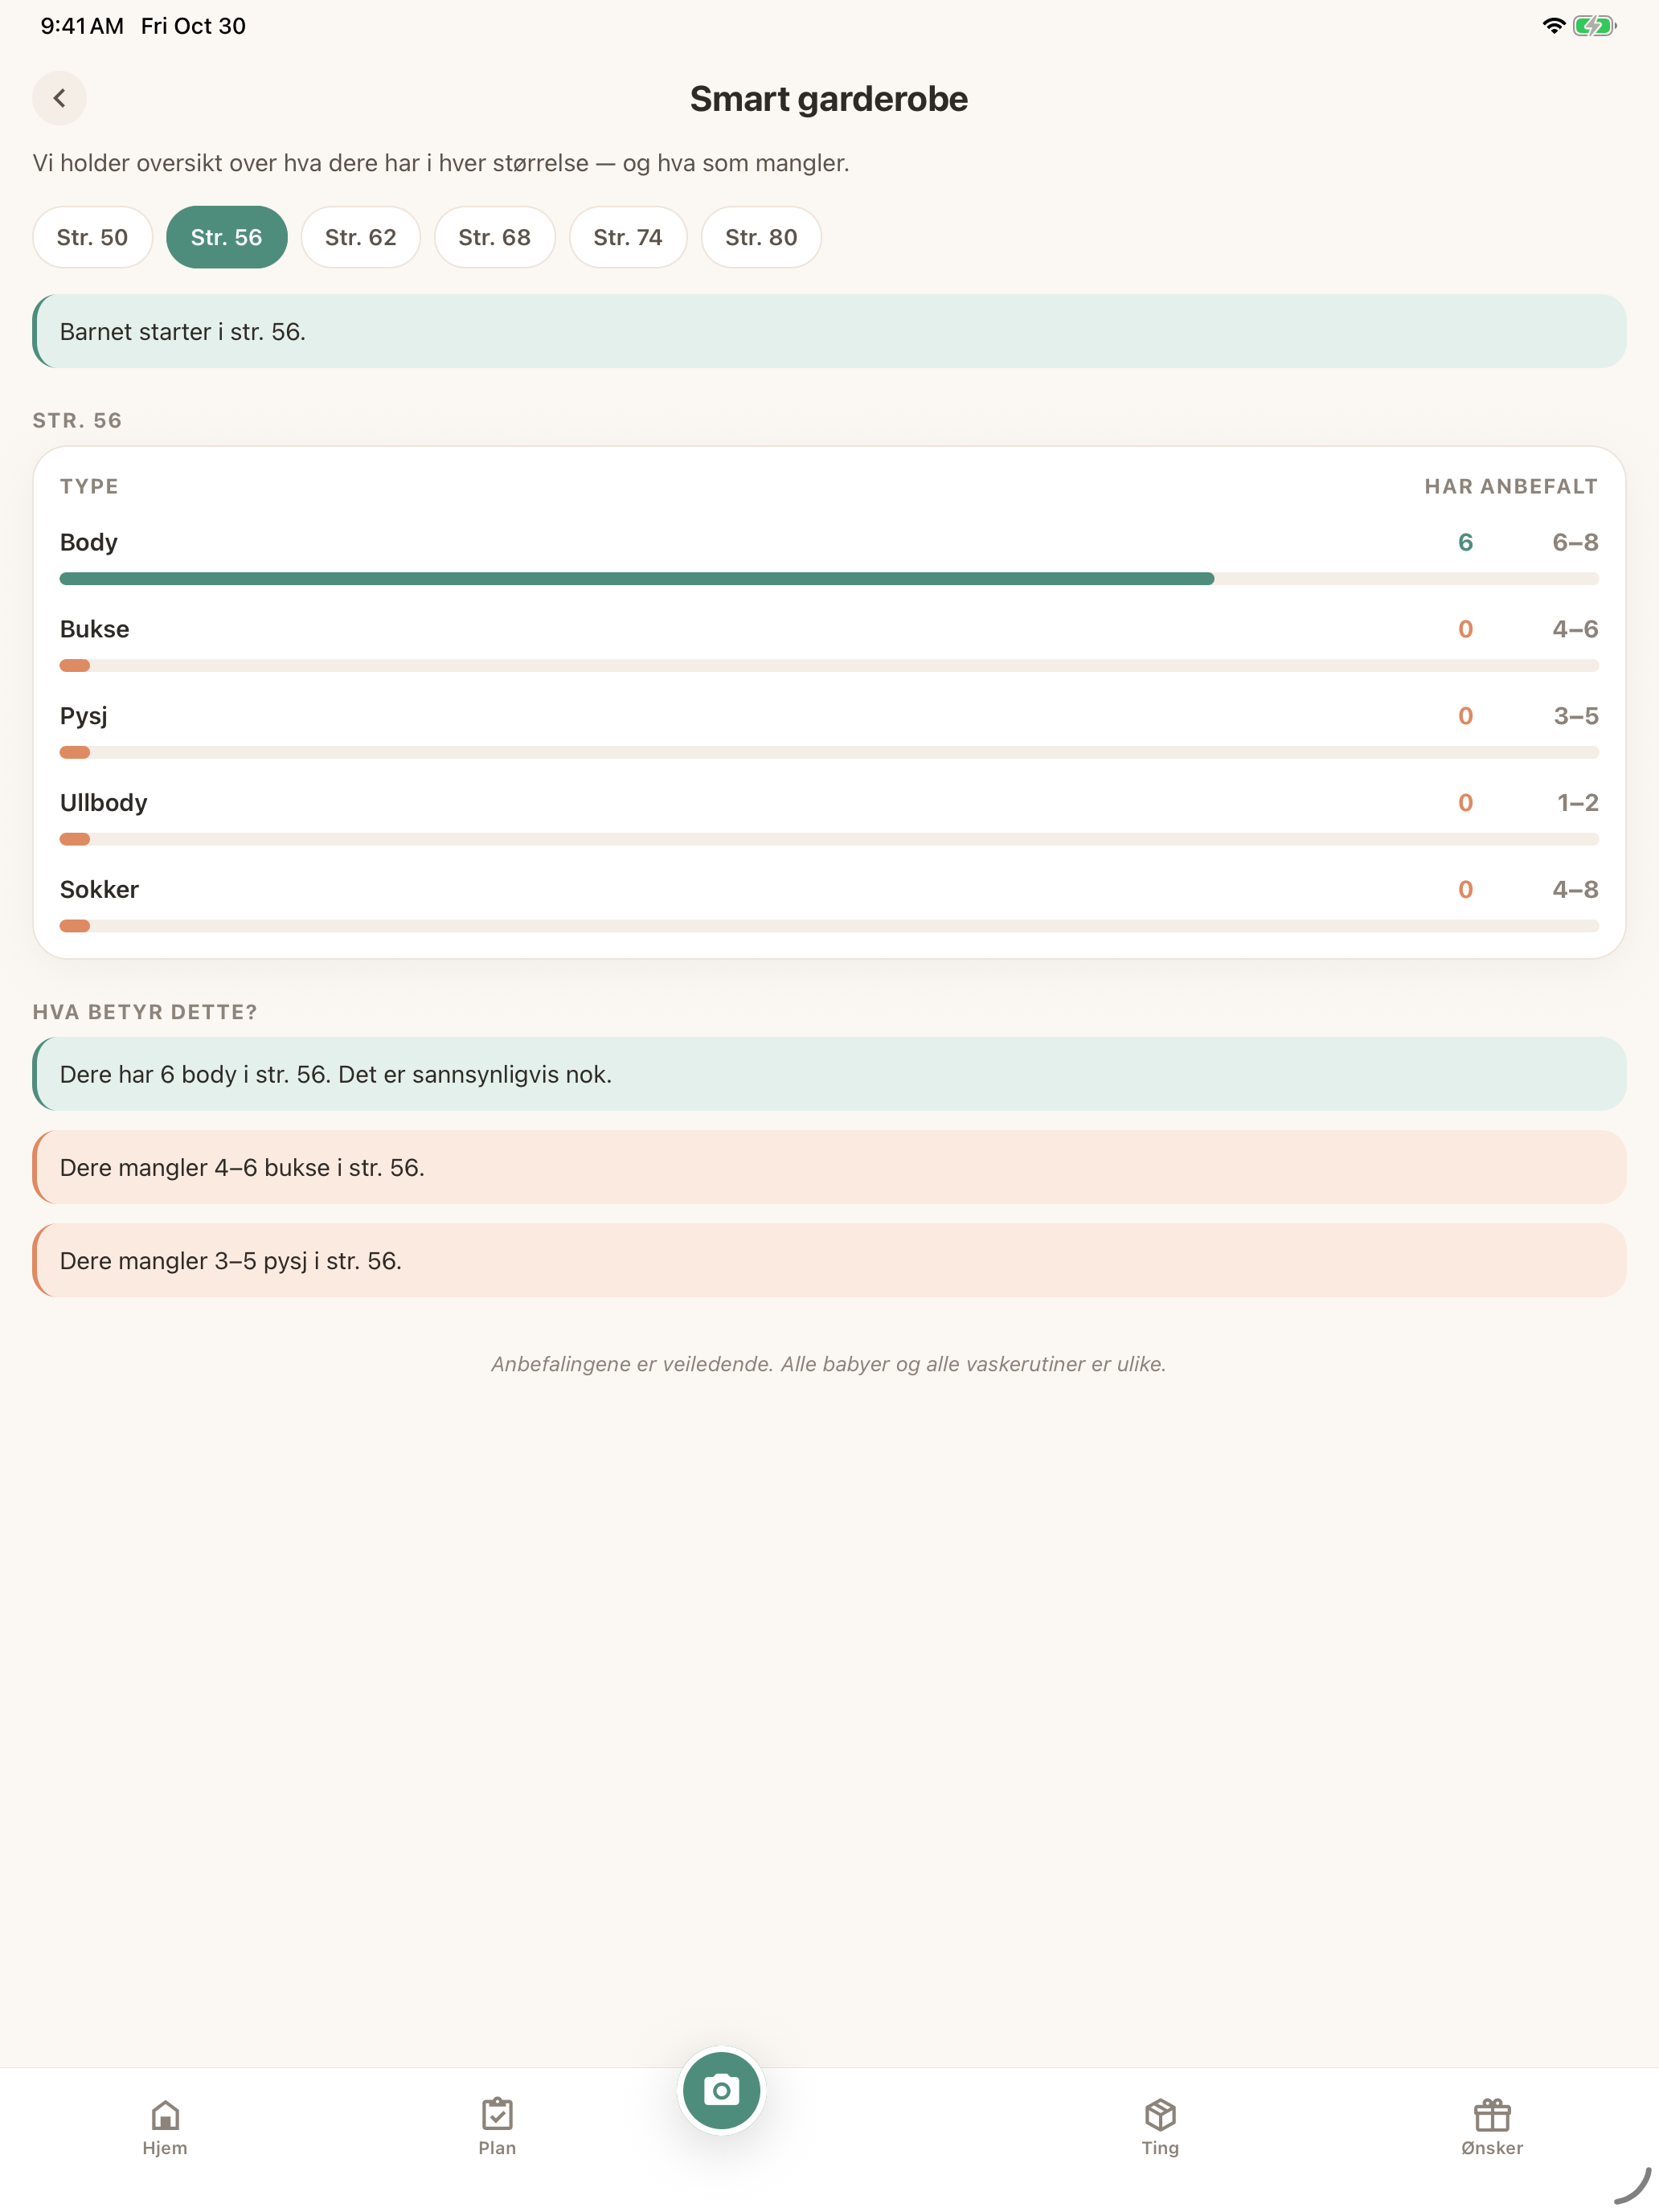 9:41 AM Fri Oct 30
Smart garderobe
Vi holder oversikt over hva dere har i hver størrelse — og hva som mangler.
Str. 50 Str. 56 Str. 62 Str. 68 Str. 74 Str. 80
Barnet starter i str. 56.
STR. 56
TYPE HAR ANBEFALT
Body 6 6–8
Bukse 0 4–6
Pysj 0 3–5
Ullbody 0 1–2
Sokker 0 4–8
HVA BETYR DETTE?
Dere har 6 body i str. 56. Det er sannsynligvis nok.
Dere mangler 4–6 bukse i str. 56.
Dere mangler 3–5 pysj i str. 56.
Anbefalingene er veiledende. Alle babyer og alle vaskerutiner er ulike.
Hjem Plan Ting Ønsker